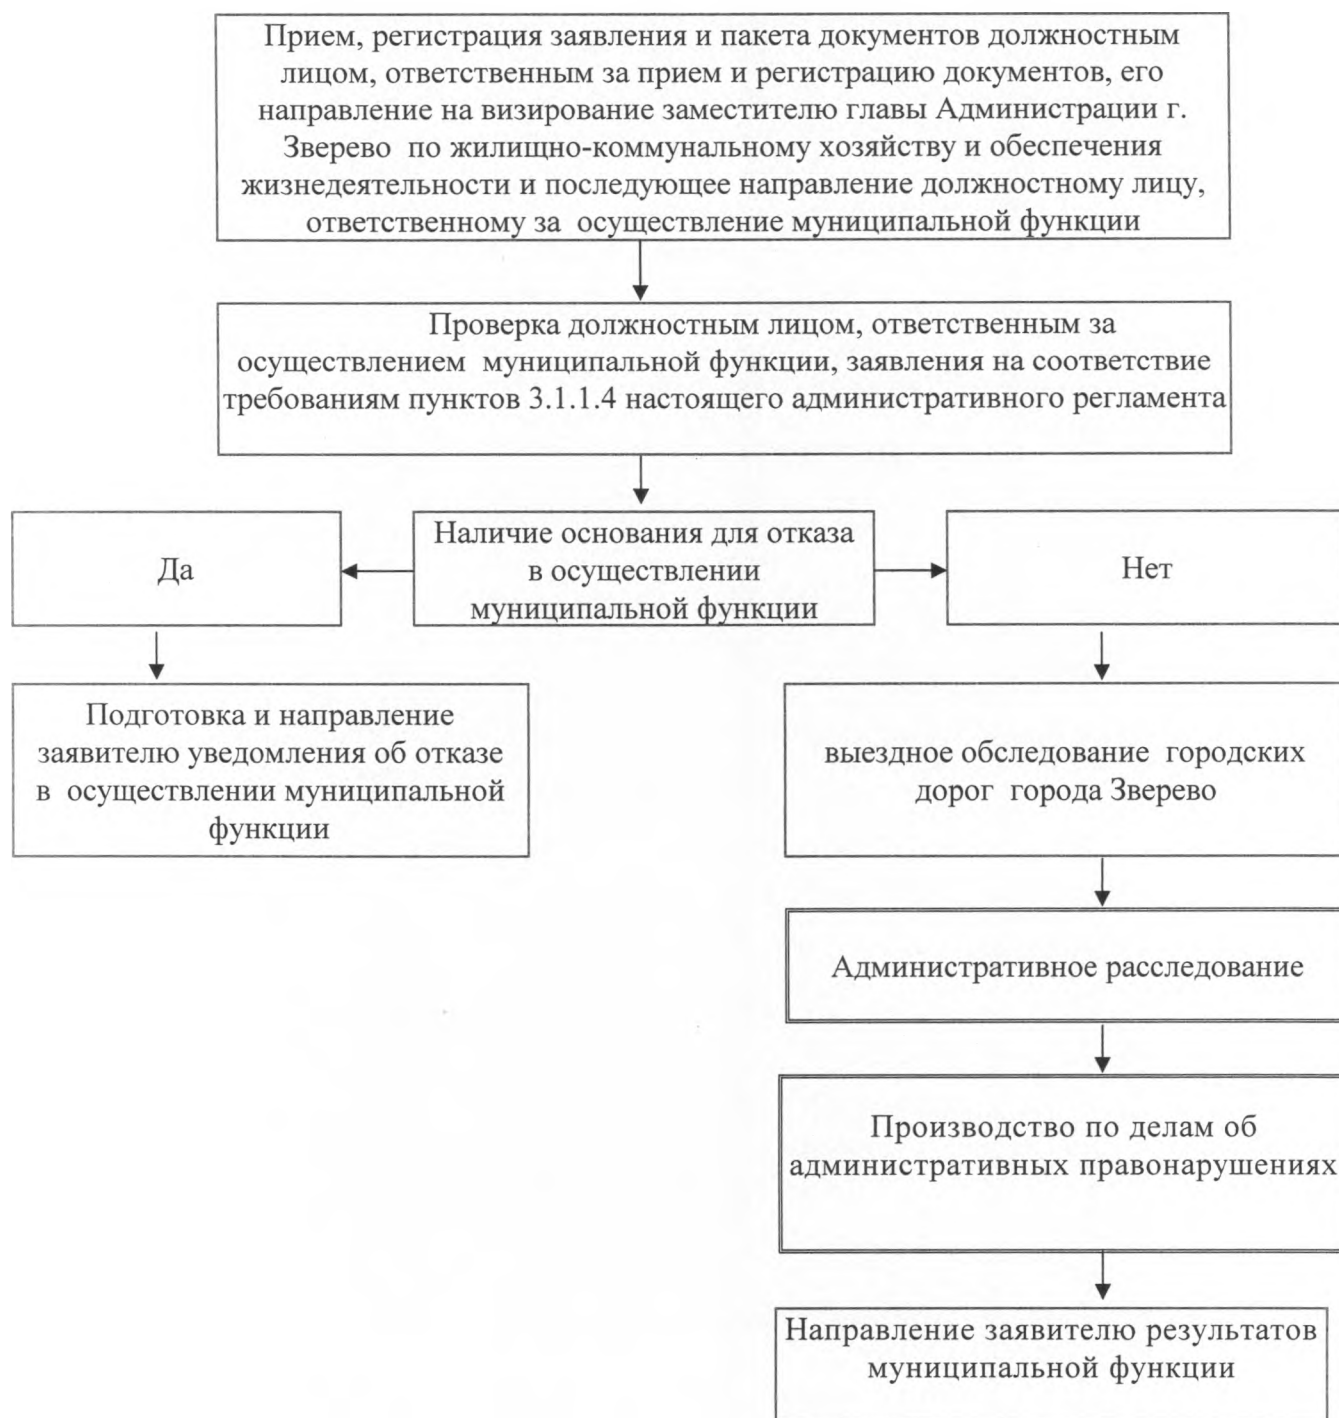 Прием, регистрация заявления и пакета документов должностным
лицом, ответственным за прием и регистрацию документов, его
направление на визирование заместителю главы Администрации г.
Зверево по жилищно-коммунальному хозяйству и обеспечения
жизнедеятельности и последующее направление должностному лицу,
ответственному за осуществление муниципальной функции
Проверка должностным лицом, ответственным за
осуществлением муниципальной функции, заявления на соответствие
требованиям пунктов 3.1.1.4 настоящего административного регламента
Наличие основания для отказа
в осуществлении
муниципальной функции
Да
Нет
Подготовка и направление
заявителю уведомления об отказе
в осуществлении муниципальной
функции
выездное обследование городских
дорог города Зверево
Административное расследование
Производство по делам об
административных правонарушениях
Направление заявителю результатов
муниципальной функции